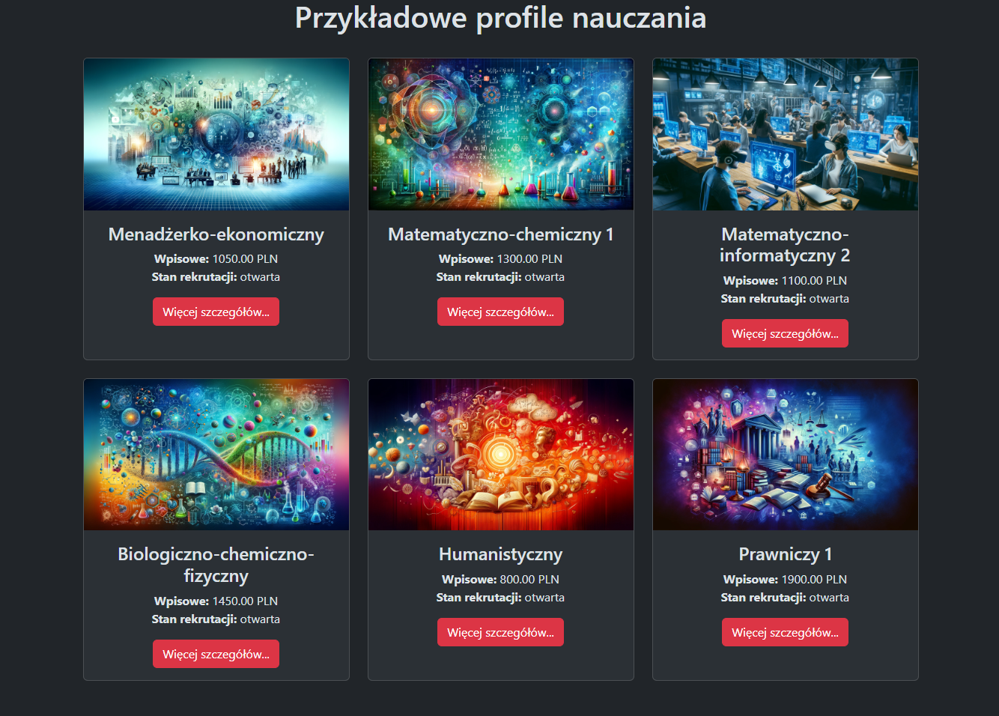 Przykładowe profile nauczania
Menadżerko-ekonomiczny
Wpisowe: 1050.00 PLN
Stan rekrutacji: otwarta
Więcej szczegółów...
Matematyczno-chemiczny 1
Wpisowe: 1300.00 PLN
Stan rekrutacji: otwarta
Więcej szczegółów...
Matematyczno-
informatyczny 2
Wpisowe: 1100.00 PLN
Stan rekrutacji: otwarta
Więcej szczegółów...
Biologiczno-chemiczno-
fizyczny
Wpisowe: 1450.00 PLN
Stan rekrutacji: otwarta
Więcej szczegółów...
Humanistyczny
Wpisowe: 800.00 PLN
Stan rekrutacji: otwarta
Więcej szczegółów...
Prawniczy 1
Wpisowe: 1900.00 PLN
Stan rekrutacji: otwarta
Więcej szczegółów...